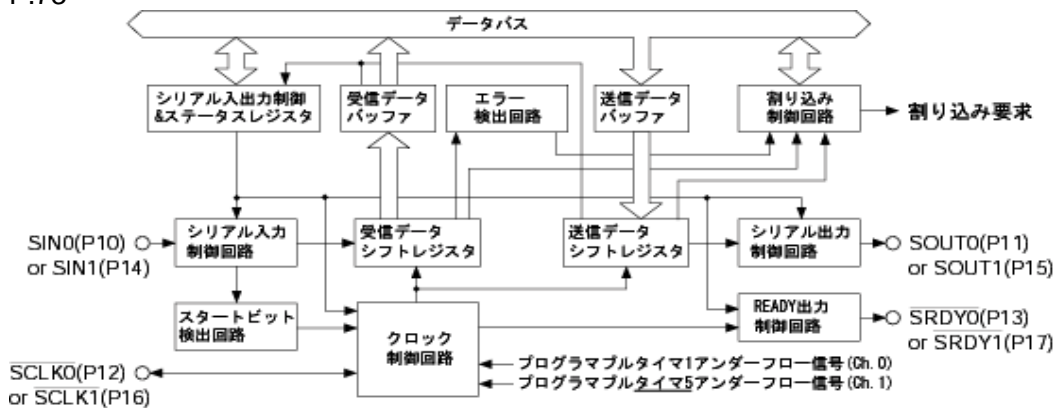 データバス
シリアル入出力制御
&ステータスレジスタ
受信データ
バッファ
エラー
検出回路
送信データ
バッファ
割り込み
制御回路
割り込み要求
SIN0(P10)
or SIN1(P14)
シリアル入力
制御回路
受信データ
シフトレジスタ
送信データ
シフトレジスタ
シリアル出力
制御回路
SOUT0(P11)
or SOUT1(P15)
スタートビット
検出回路
クロック
制御回路
READY出力
制御回路
SRDY0(P13)
or SRDY1(P17)
プログラマブルタイマ1アンダーフロー信号(Ch.0)
プログラマブルタイマ5アンダーフロー信号(Ch.1)
SCLK0(P12)
or SCLK1(P16)